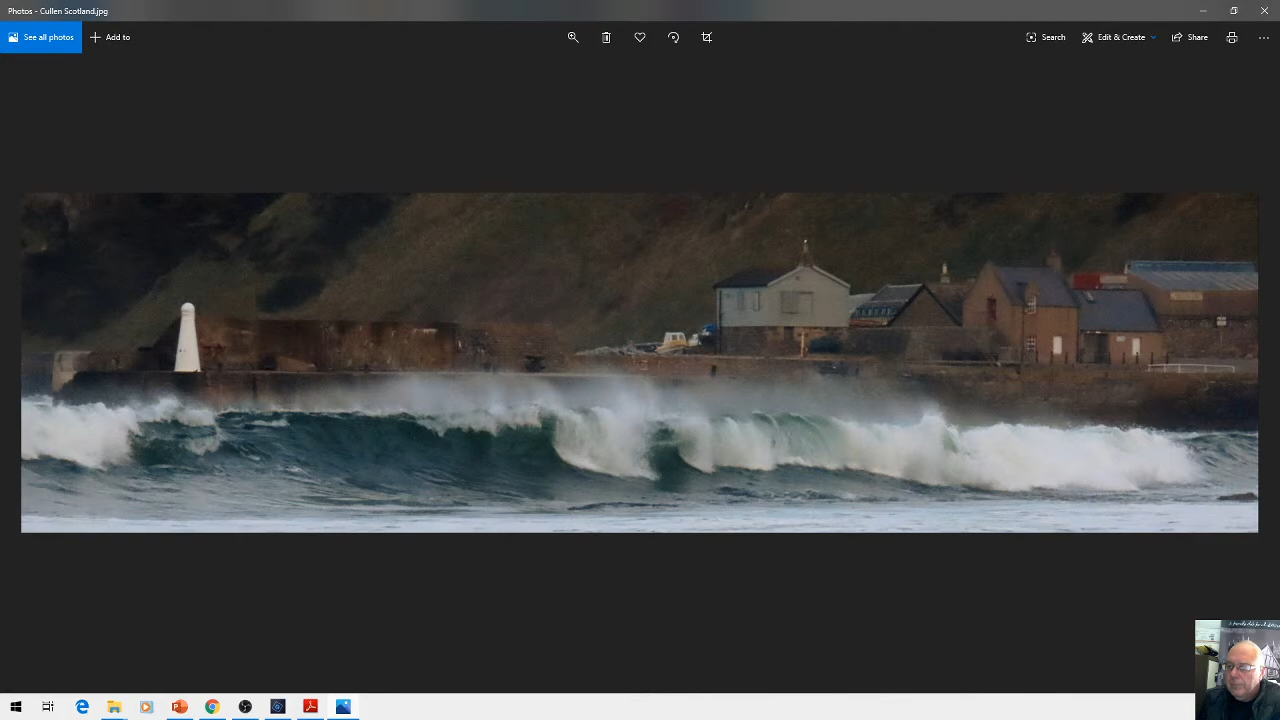 Photos - Cullen Scotland.jpg
See all photos
Add to
Search
Edit & Create
Share